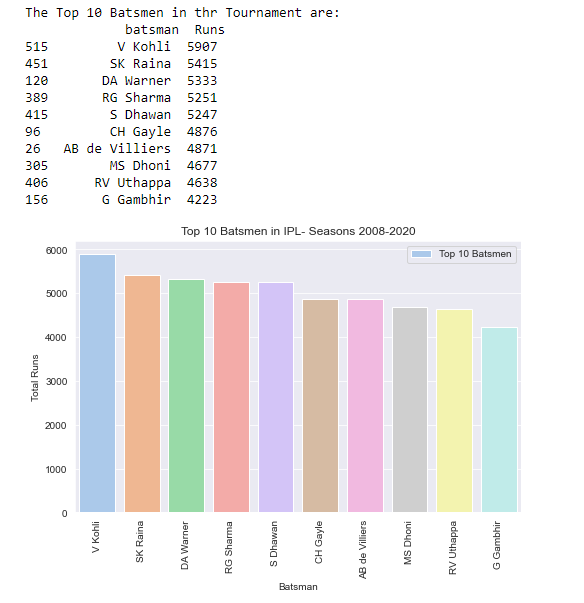 The Top 10 Batsmen in thr Tournament are:
batsman Runs
515 V Kohli 5907
451 SK Raina 5415
120 DA Warner 5333
389 RG Sharma 5251
415 S Dhawan 5247
96 CH Gayle 4876
26 AB de Villiers 4871
305 MS Dhoni 4677
406 RV Uthappa 4638
156 G Gambhir 4223
Top 10 Batsmen in IPL- Seasons 2008-2020
Top 10 Batsmen
6000
5000
4000
3000
2000
1000
0
Total Runs
V Kohli
SK Raina
DA Warner
RG Sharma
S Dhawan
CH Gayle
AB de Villiers
MS Dhoni
RV Uthappa
G Gambhir
Batsman